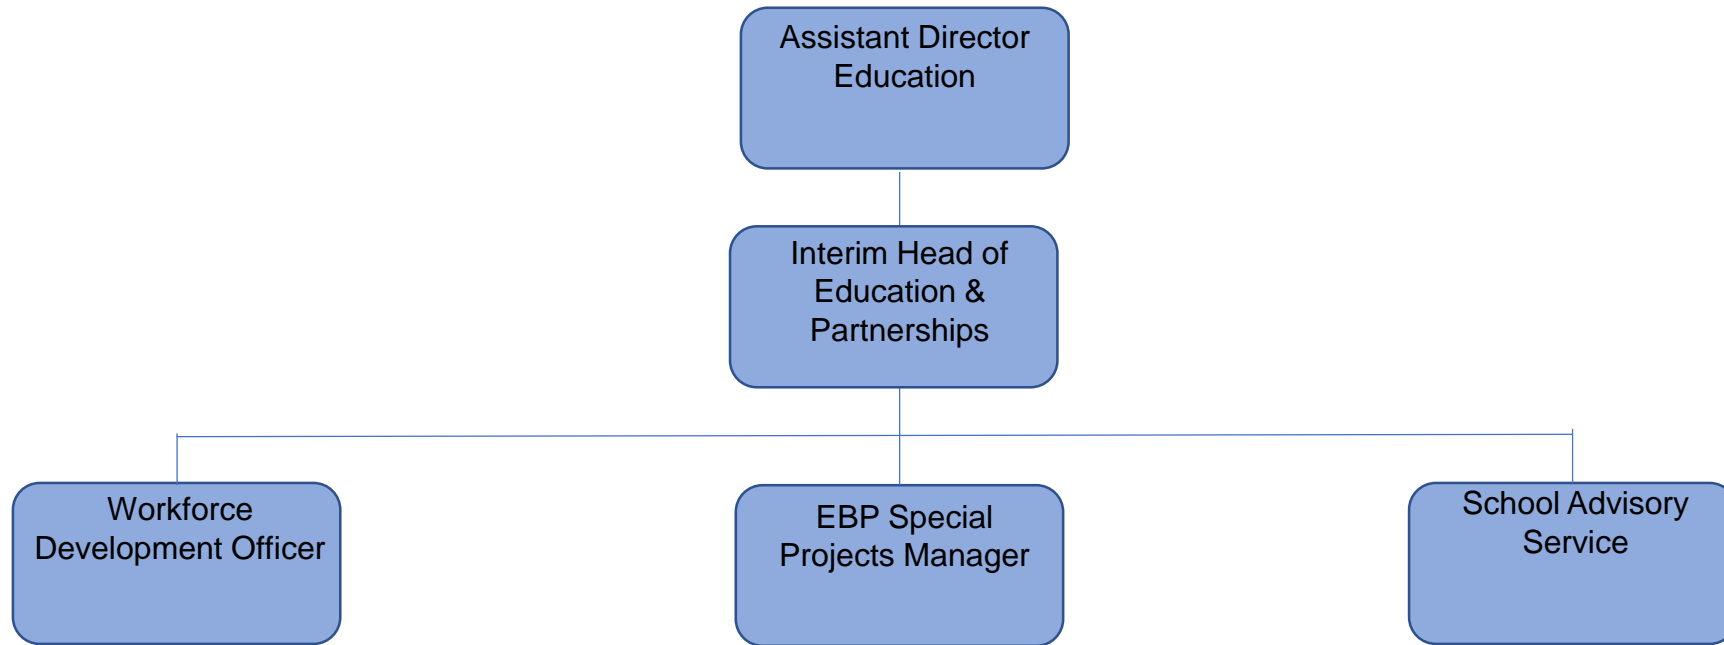 Assistant Director
Education
Interim Head of
Education &
Partnerships
Workforce
Development Officer
EBP Special
Projects Manager
School Advisory
Service